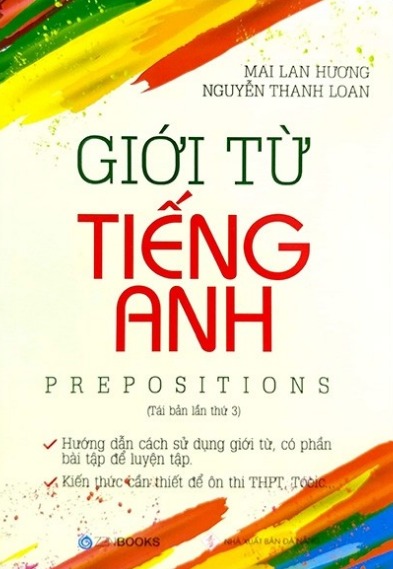 MAI LAN HƯƠNG
NGUYỄN THANH LOAN
GIỚI TỪ
TIẾNG
ANH
PREPOSITIONS
(Tái bản lần thứ 3)
Hướng dẫn cách sử dụng giới từ, có phần
bài tập để luyện tập.
Kiến thức cần thiết để ôn thi THPT, Toeic...
ZENBOOKS
NHÀ XUẤT BẢN ĐÀ NẴNG